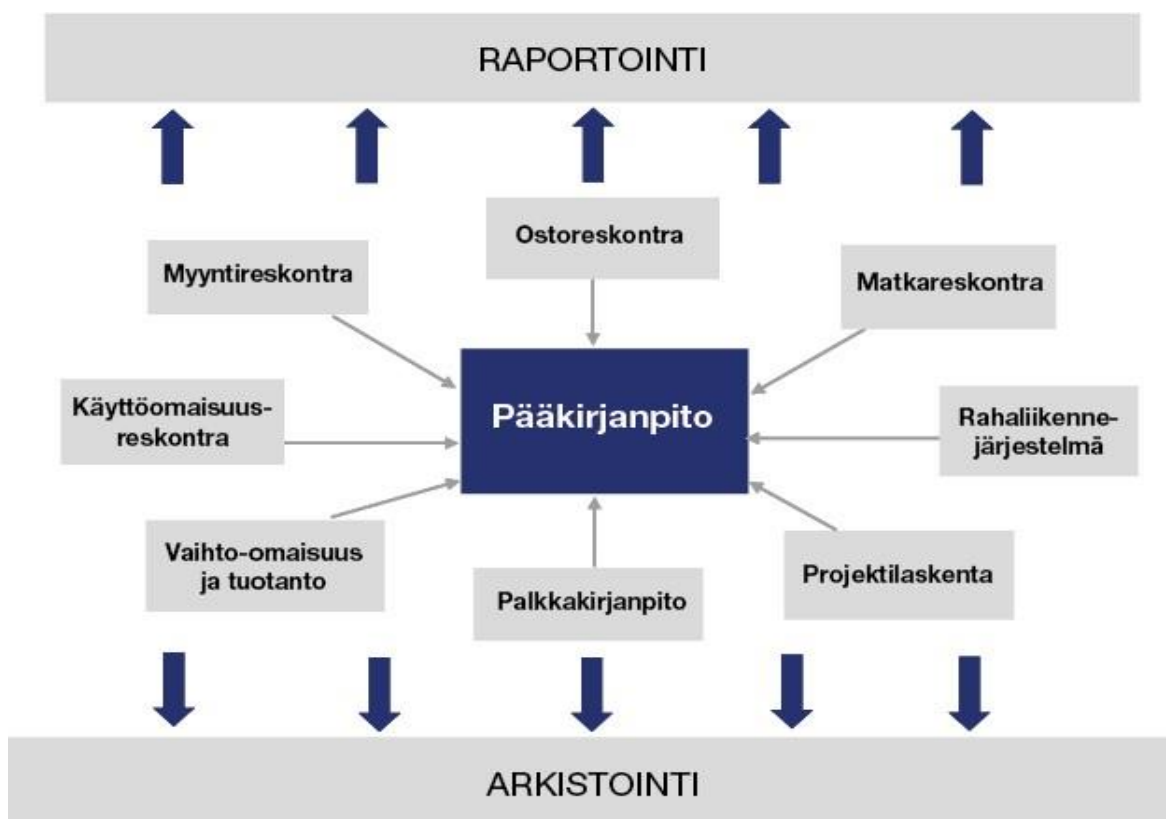 RAPORTOINTI
Ostoreskontra
Myyntireskontra
Matkareskontra
Pääkirjanpito
Käyttöomaisuus-
reskontra
Rahaliikenne-
järjestelmä
Vaihto-omaisuus
ja tuotanto
Palkkakirjanpito
Projektilaskenta
ARKISTOINTI